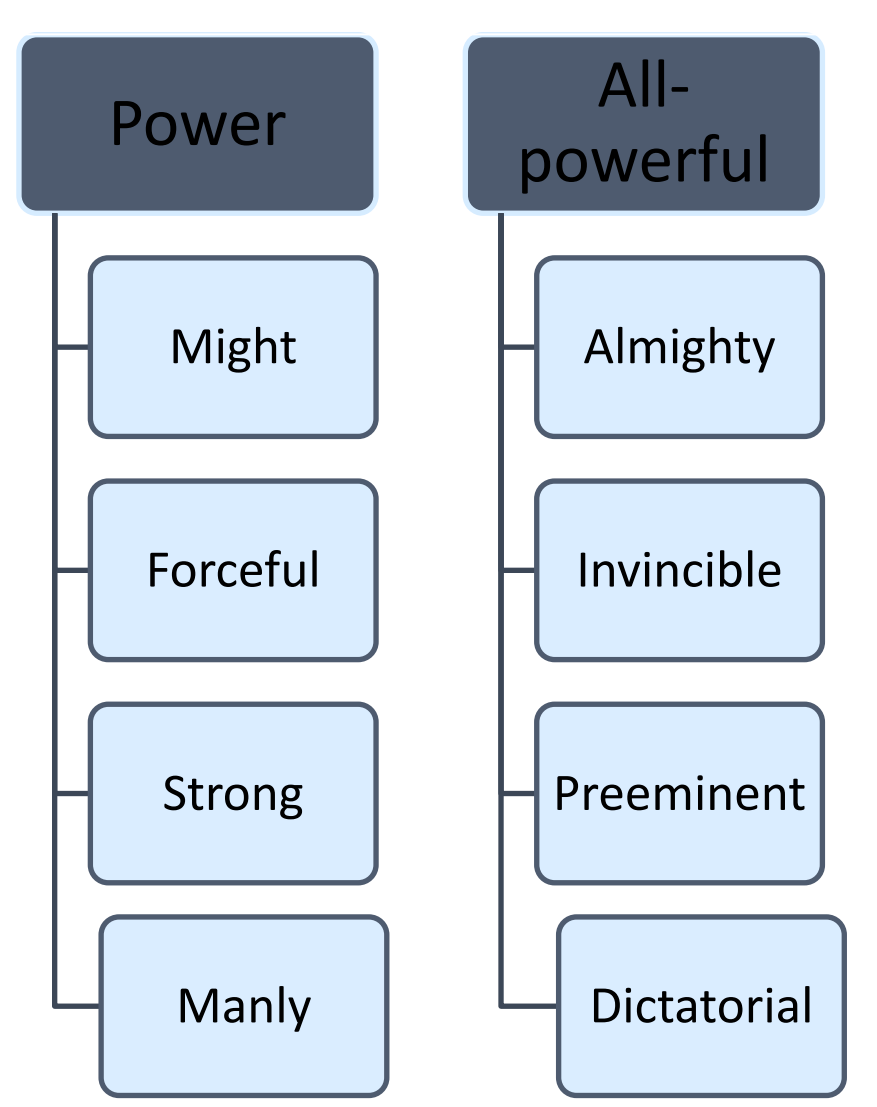 Power
Might
Forceful
Strong
Manly
All-
powerful
Almighty
Invincible
Preeminent
Dictatorial